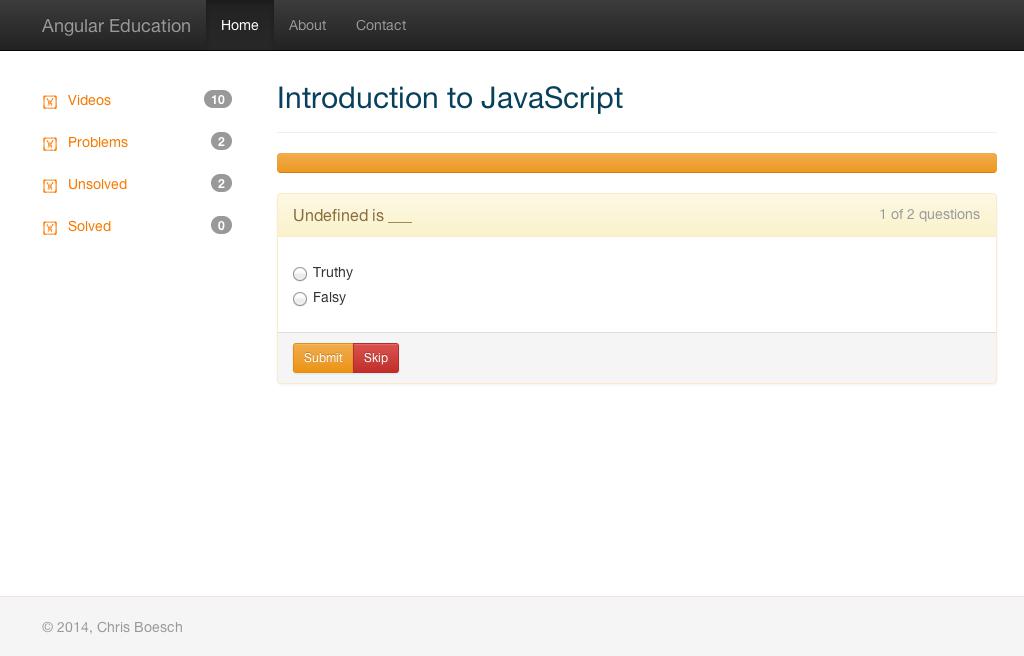 Angular Education Home About Contact
Videos 10
Problems 2
Unsolved 2
Solved 0
Introduction to JavaScript
Undefined is ___ 1 of 2 questions
Truthy
Falsy
Submit Skip
© 2014, Chris Boesch